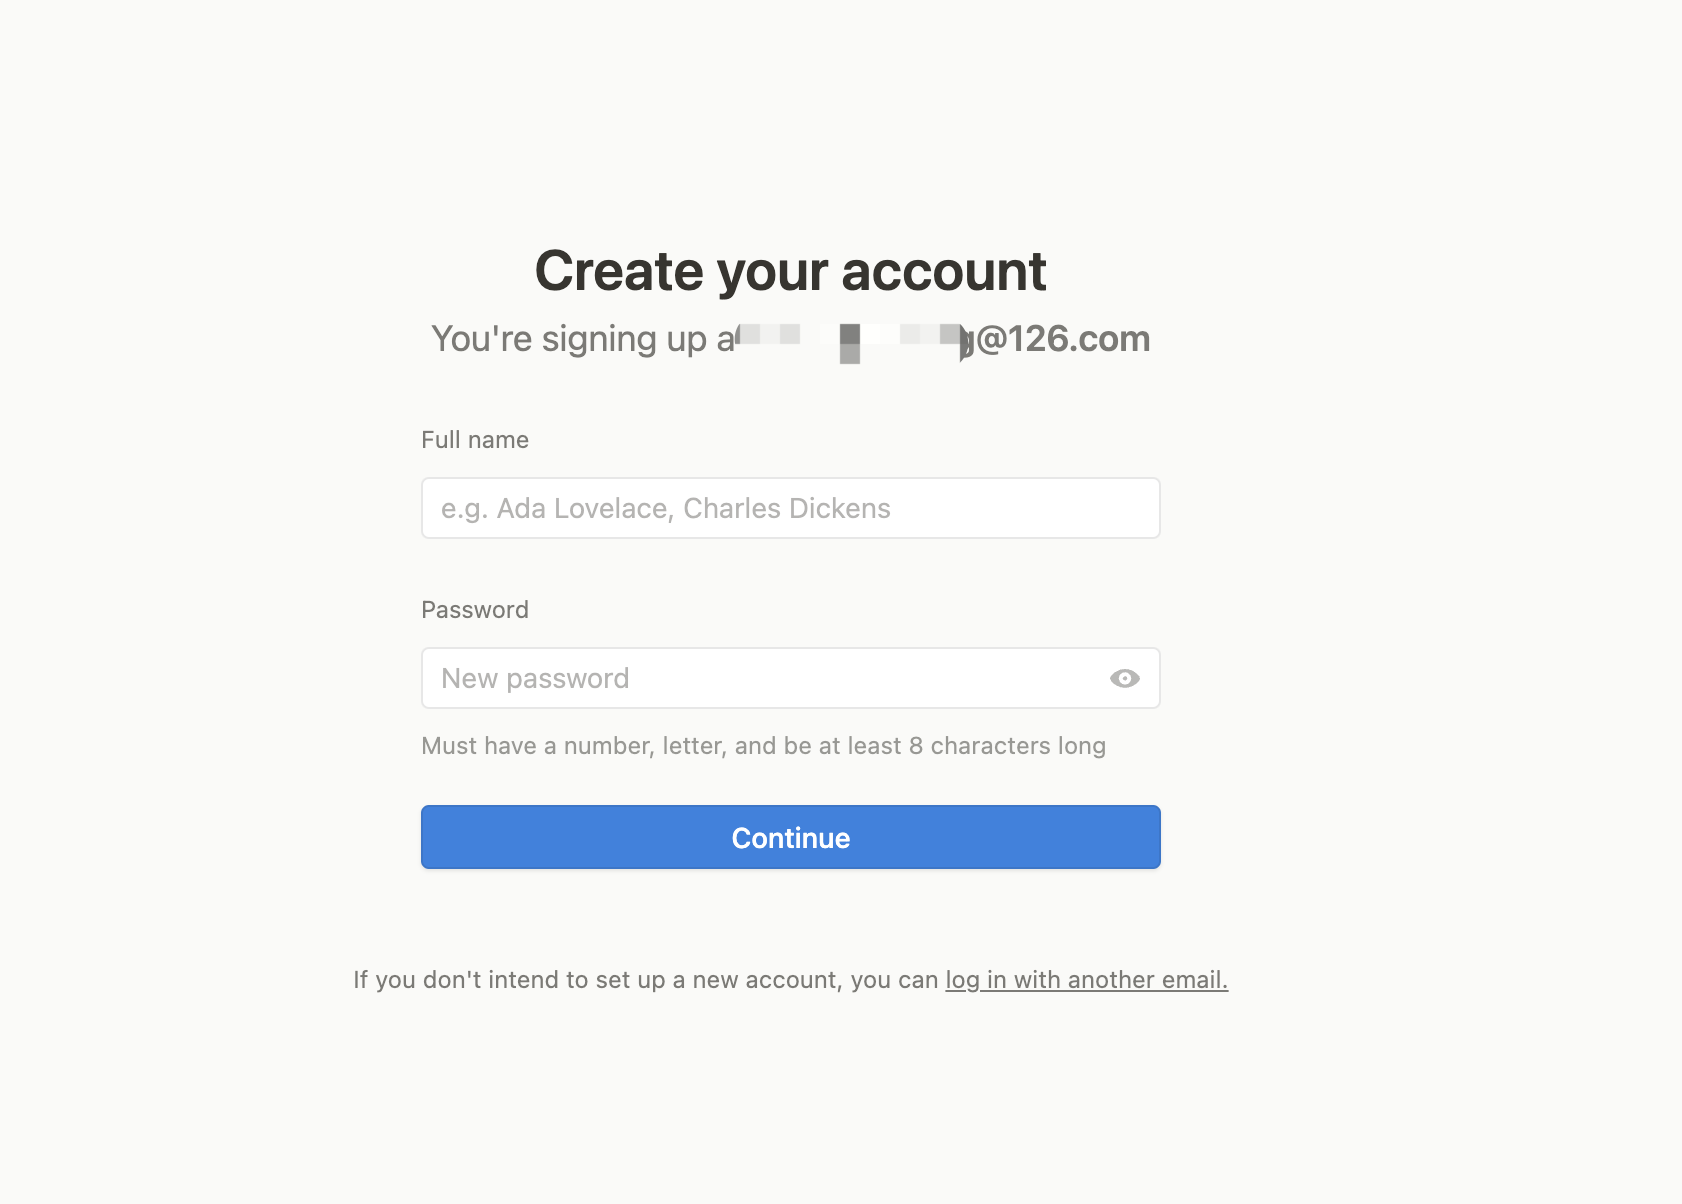 Create your account
You're signing up a @126.com
Full name
e.g. Ada Lovelace, Charles Dickens
Password
New password
Must have a number, letter, and be at least 8 characters long
Continue
If you don't intend to set up a new account, you can log in with another email.